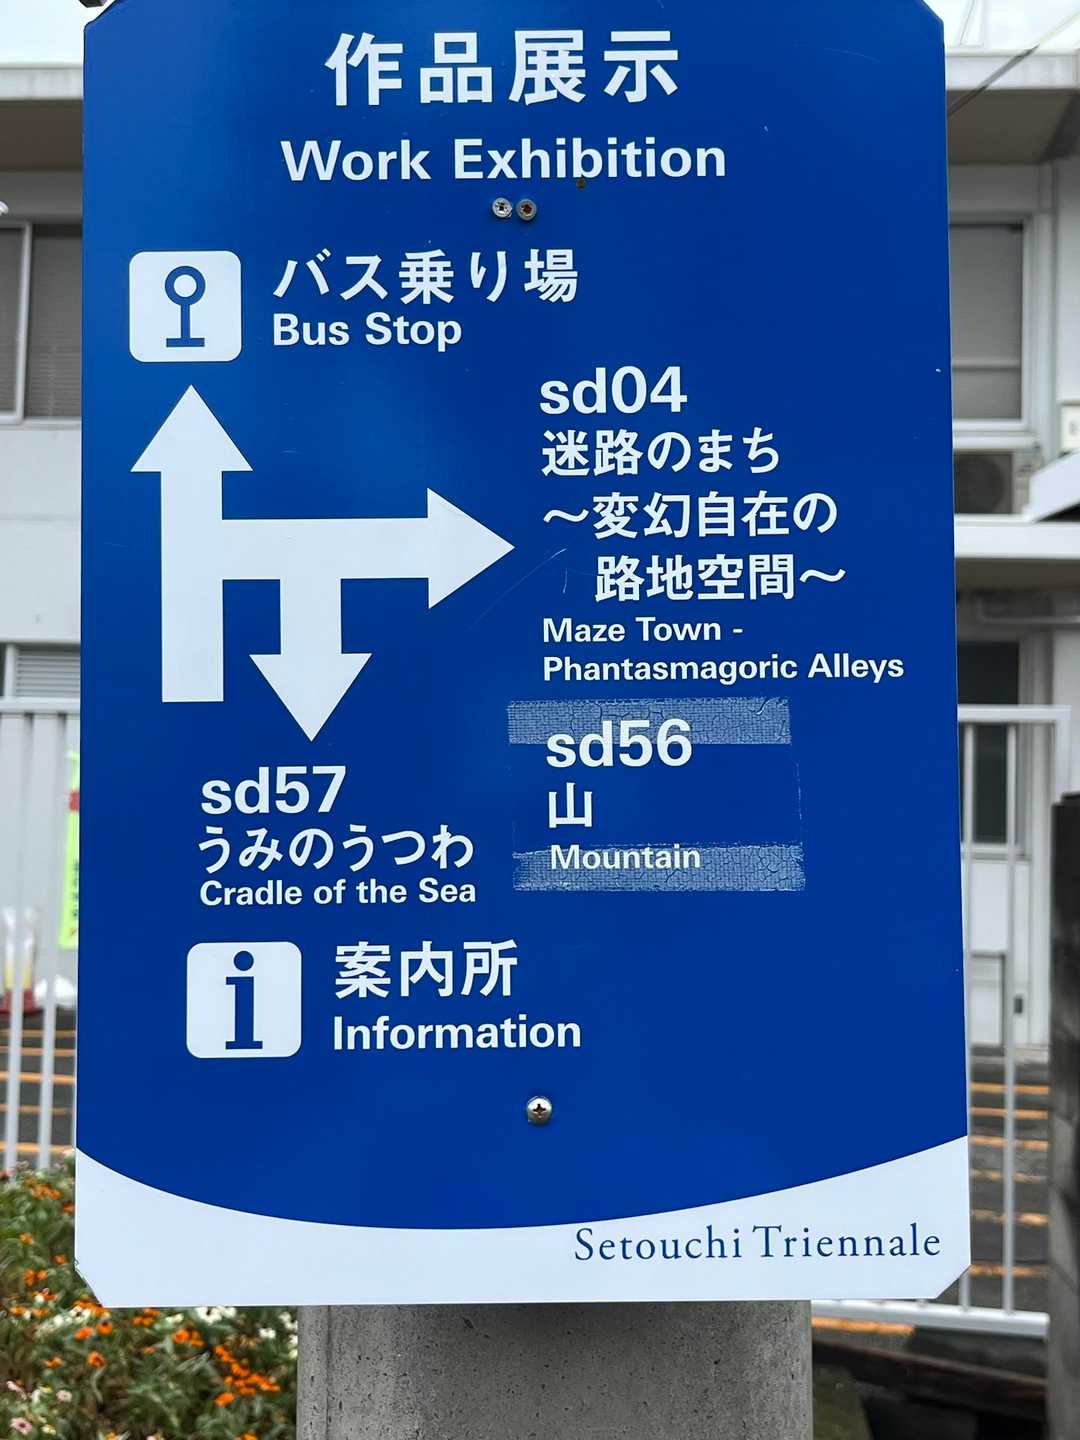 作品展示
Work Exhibition
バス乗り場
Bus Stop
sd04
迷路のまち
〜変幻自在の
路地空間〜
Maze Town -
Phantasmagoric Alleys
sd56
山
Mountain
sd57
うみのうつわ
Cradle of the Sea
i
案内所
Information
Setouchi Triennale